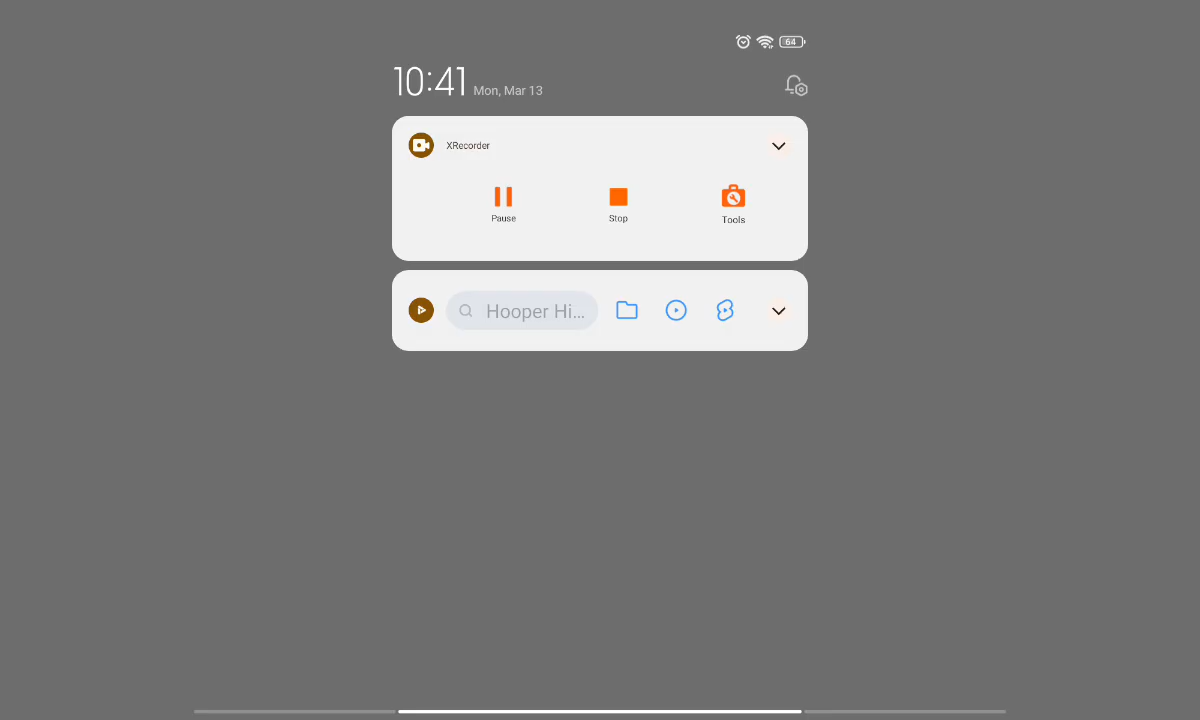 64
10:41 Mon, Mar 13
XRecorder
Pause Stop Tools
Hooper Hi...